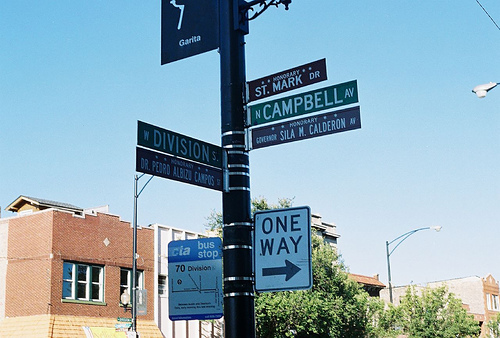 Garita
HONORARY
ST. MARK DR
N CAMPBELL AV
HONORARY
GOVERNOR SILA M. CALDERON AV
W DIVISION S
HONORARY
DR. PEDRO ALBIZU CAMPOS
cta bus stop
70 Division
ONE
WAY